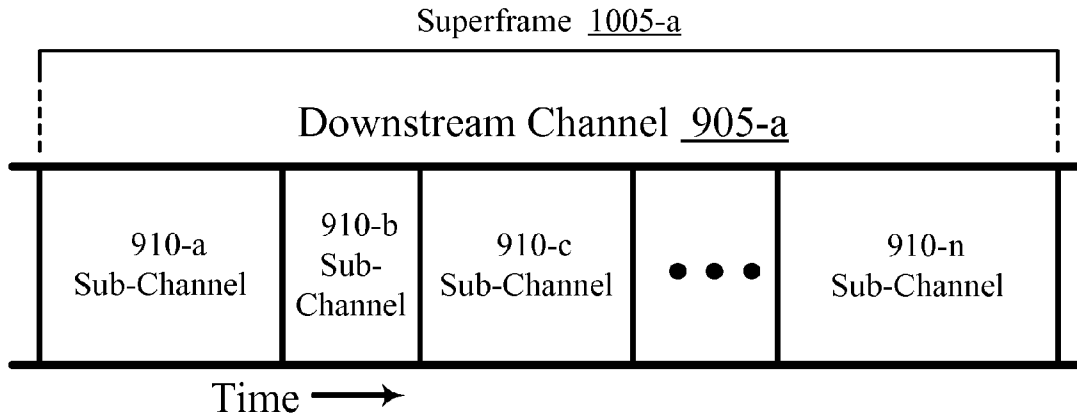 Superframe 1005-a
Downstream Channel 905-a
910-a
Sub-Channel
910-b
Sub-
Channel
910-c
Sub-Channel
910-n
Sub-Channel
Time